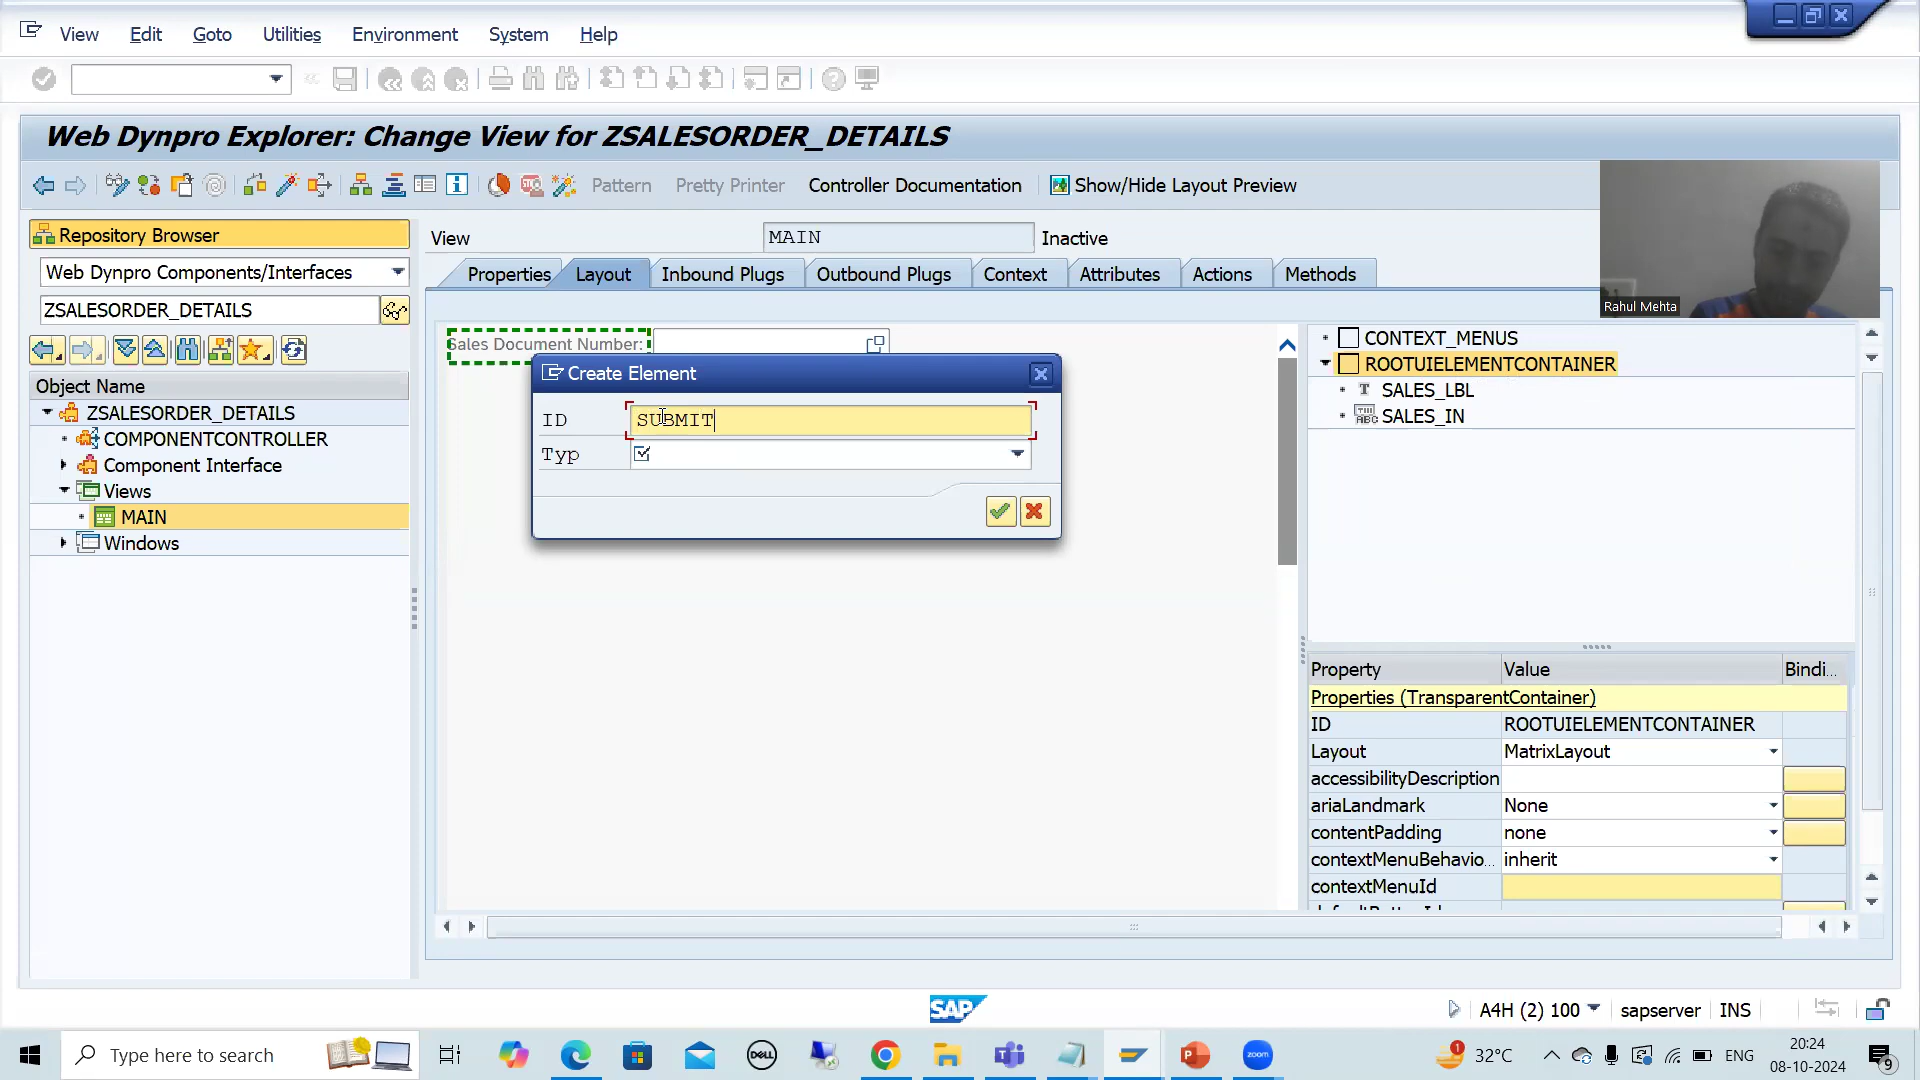 View Edit Goto Utilities Environment System Help
Web Dynpro Explorer: Change View for ZSALESORDER_DETAILS
Pattern Pretty Printer Controller Documentation Show/Hide Layout Preview
Rahul Mehta
Repository Browser
Web Dynpro Components/Interfaces
ZSALESORDER_DETAILS
Object Name
ZSALESORDER_DETAILS
COMPONENTCONTROLLER
Component Interface
Views
MAIN
Windows
View MAIN Inactive
Properties Layout Inbound Plugs Outbound Plugs Context Attributes Actions Methods
Sales Document Number:
Create Element
ID SUBMIT
Typ
CONTEXT_MENUS
ROOTUIELEMENTCONTAINER
SALES_LBL
SALES_IN
Property Value Bindi...
Properties (TransparentContainer)
ID ROOTUIELEMENTCONTAINER
Layout MatrixLayout
accessibilityDescription
ariaLandmark None
contentPadding none
contextMenuBehavio... inherit
contextMenuId
SAP
A4H (2) 100 sapserver INS
Type here to search
DELL
zoom
1
32°C
ENG
20:24
08-10-2024
9